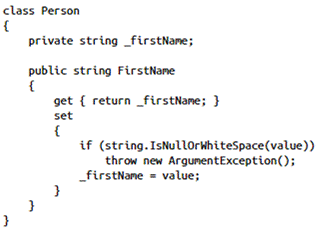 class Person
{
    private string _firstName;

    public string FirstName
    {
        get { return _firstName; }
        set
        {
            if (string.IsNullOrWhiteSpace(value))
                throw new ArgumentException();
            _firstName = value;
        }
    }
}